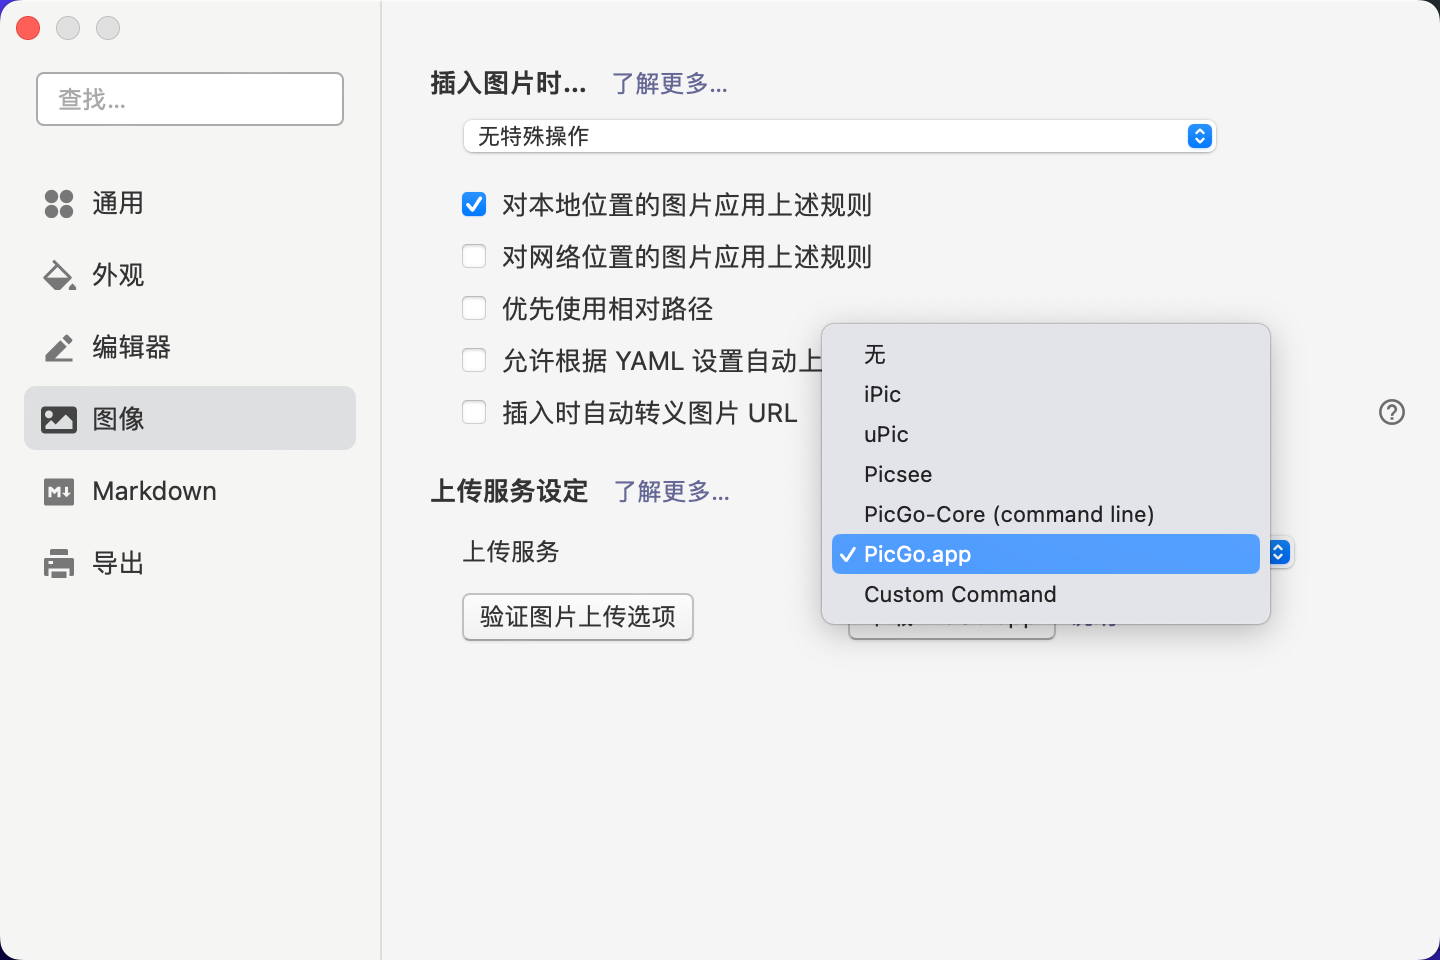 查找...
通用
外观
编辑器
图像
Markdown
导出
插入图片时... 了解更多...
无特殊操作
对本地位置的图片应用上述规则
对网络位置的图片应用上述规则
优先使用相对路径
允许根据 YAML 设置自动上
插入时自动转义图片 URL
上传服务设定 了解更多...
上传服务
验证图片上传选项
无
iPic
uPic
Picsee
PicGo-Core (command line)
PicGo.app
Custom Command